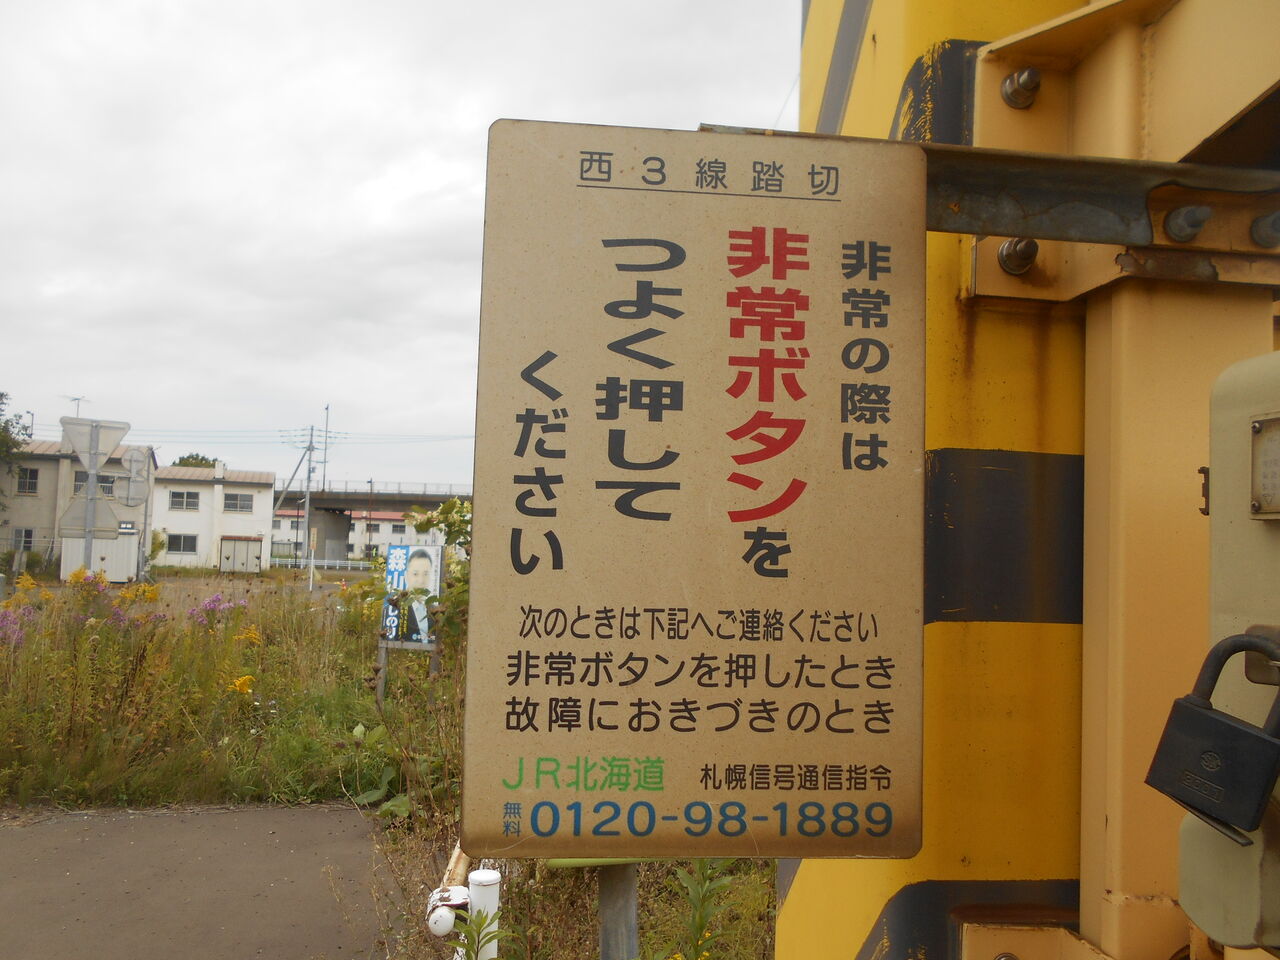 西3線踏切
非常の際は
非常ボタンを
つよく押して
ください
次のときは下記へご連絡ください
非常ボタンを押したとき
故障におきづきのとき
JR北海道 札幌信号通信指令
無料 0120-98-1889